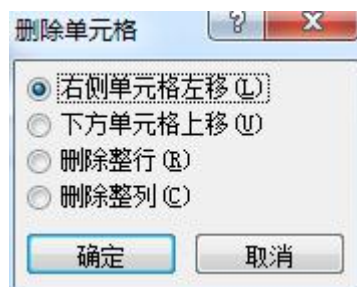 删除单元格
右侧单元格左移(L)
下方单元格上移(U)
删除整行(R)
删除整列(C)
确定 取消